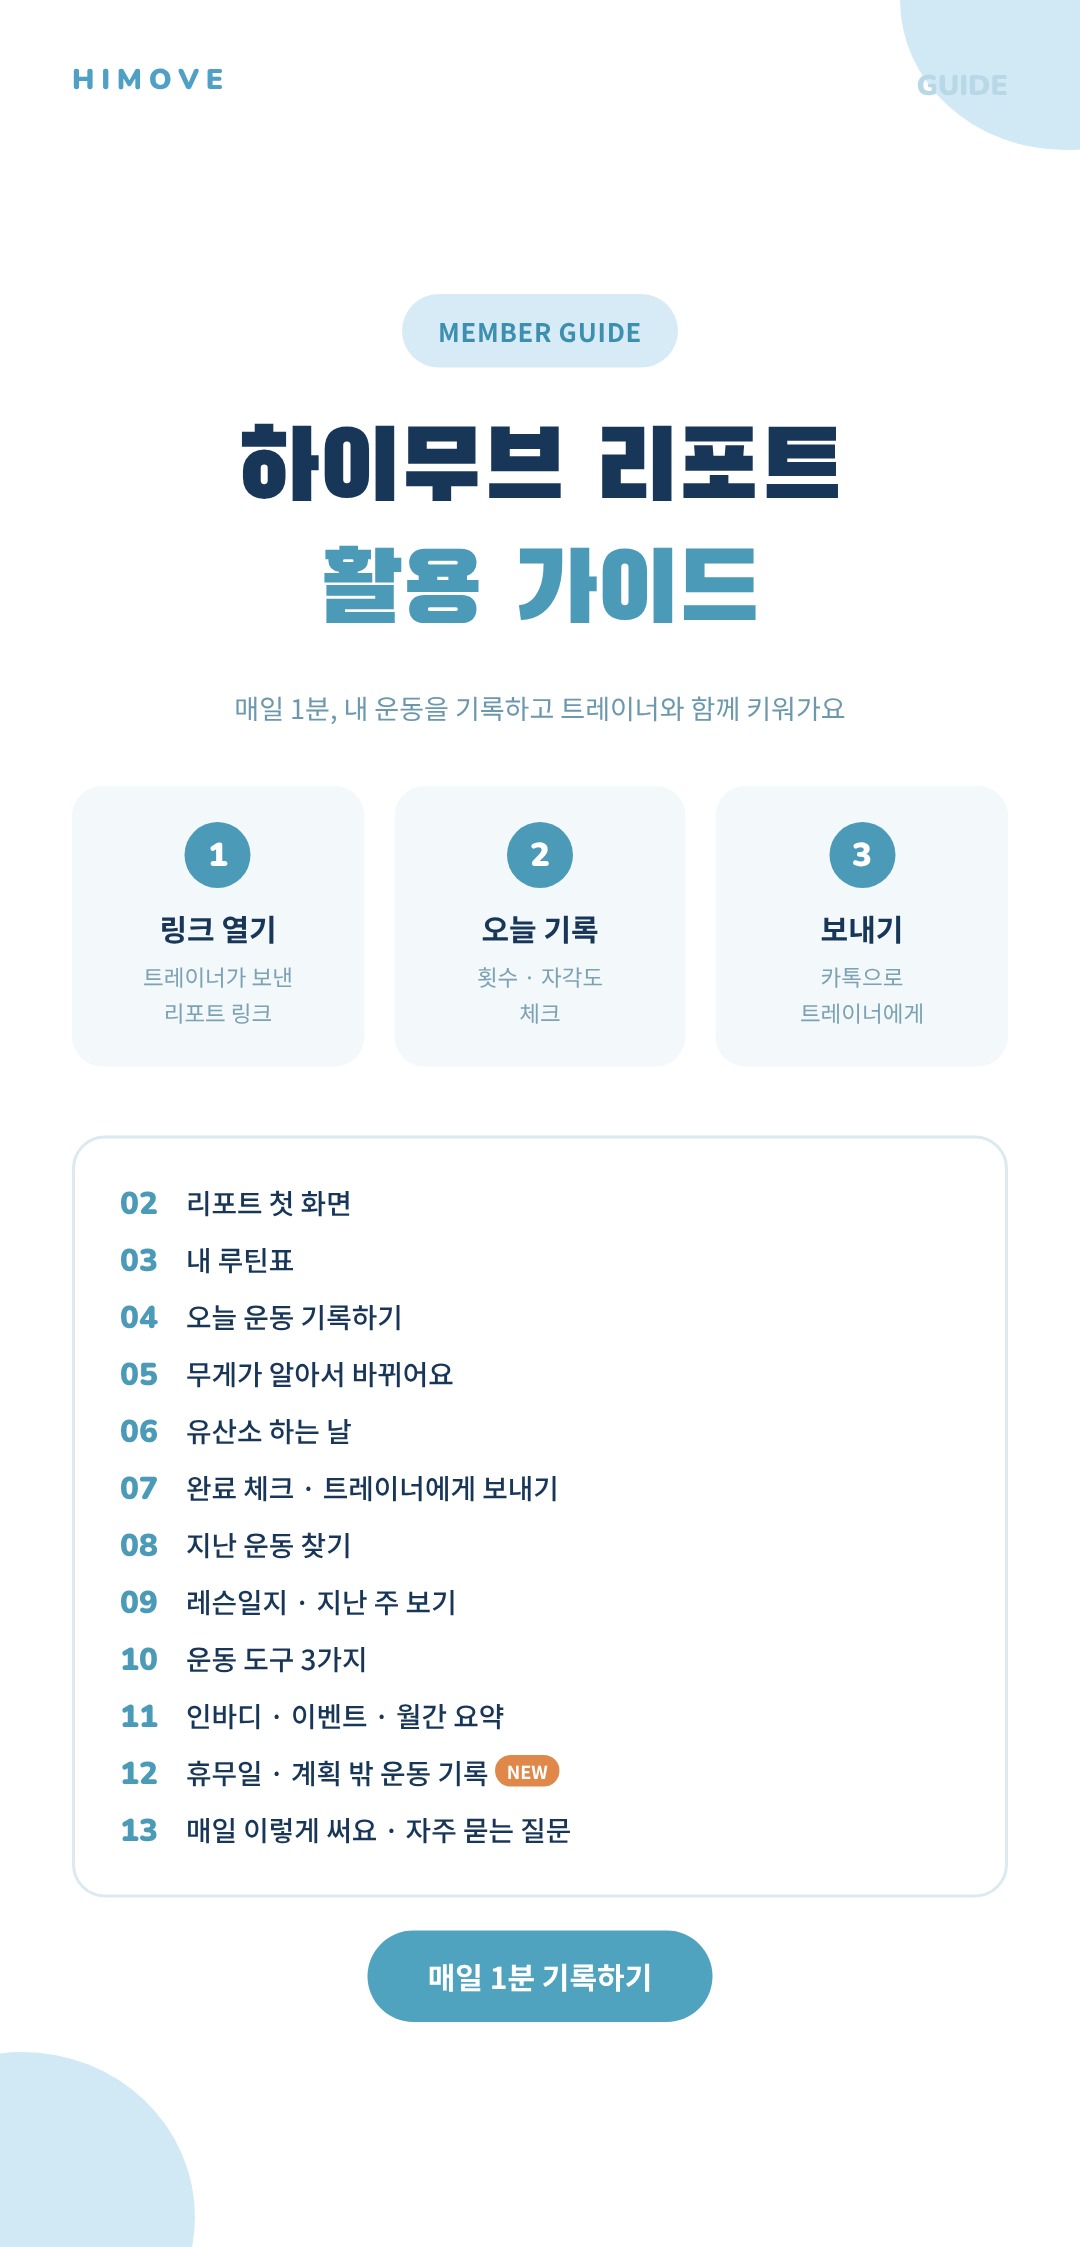 HIMOVE
GUIDE
MEMBER GUIDE
하이무브 리포트
활용 가이드
매일 1분, 내 운동을 기록하고 트레이너와 함께 키워가요
1
링크 열기
트레이너가 보낸
리포트 링크
2
오늘 기록
횟수 · 자각도
체크
3
보내기
카톡으로
트레이너에게
02 리포트 첫 화면
03 내 루틴표
04 오늘 운동 기록하기
05 무게가 알아서 바뀌어요
06 유산소 하는 날
07 완료 체크 · 트레이너에게 보내기
08 지난 운동 찾기
09 레슨일지 · 지난 주 보기
10 운동 도구 3가지
11 인바디 · 이벤트 · 월간 요약
12 휴무일 · 계획 밖 운동 기록 NEW
13 매일 이렇게 써요 · 자주 묻는 질문
매일 1분 기록하기